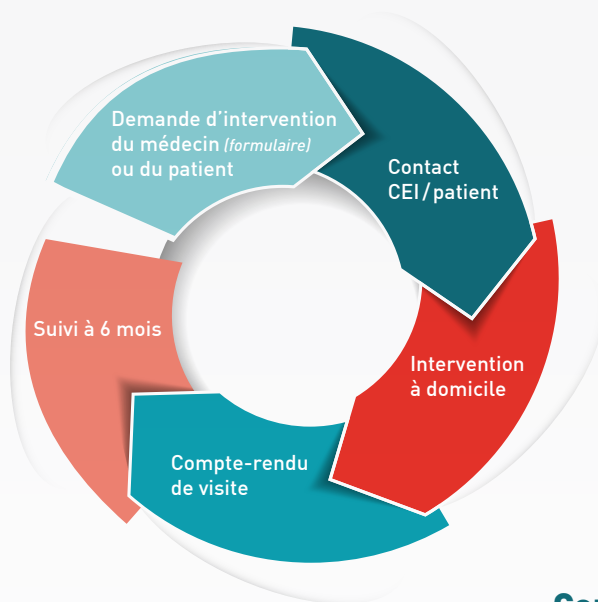 Demande d’intervention
du médecin (formulaire)
ou du patient
Contact
CEI/patient
Intervention
à domicile
Compte-rendu
de visite
Suivi à 6 mois